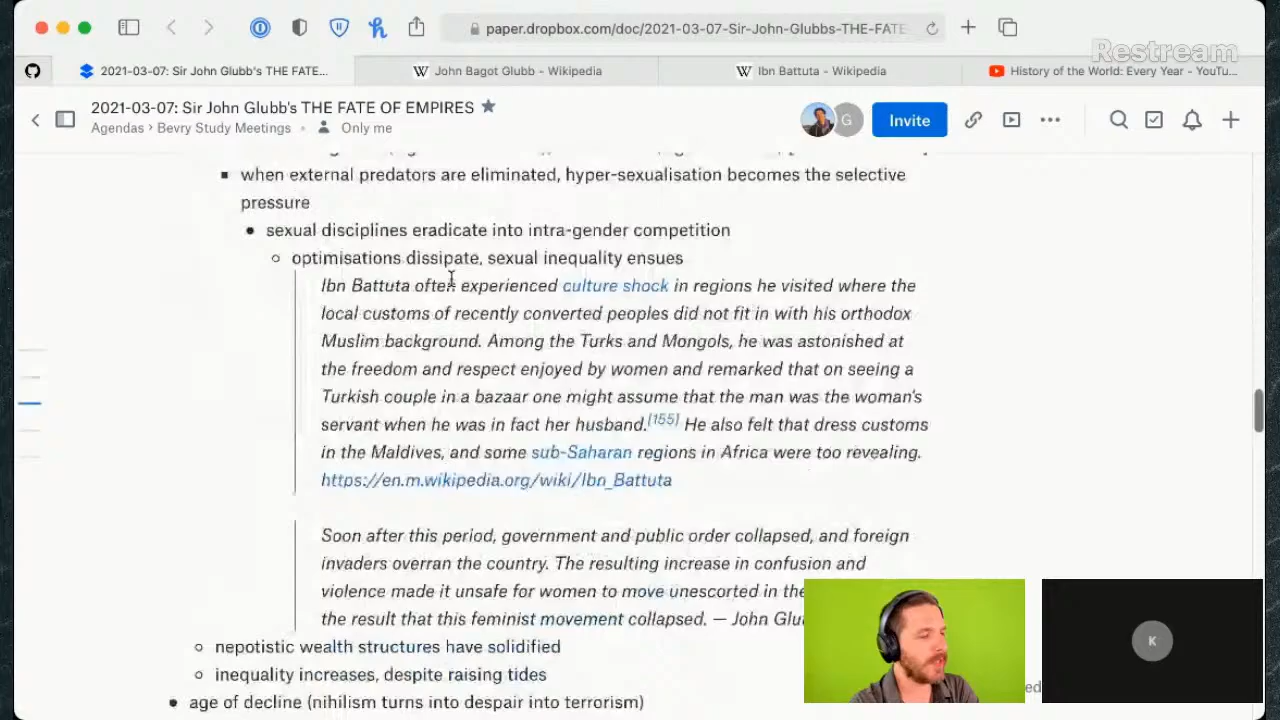 paper.dropbox.com/doc/2021-03-07-Sir-John-Glubbs-THE-FATE-
Restream
2021-03-07: Sir John Glubb's THE FATE...
John Bagot Glubb – Wikipedia
Ibn Battuta – Wikipedia
History of the World: Every Year - YouTu...
2021-03-07: Sir John Glubb's THE FATE OF EMPIRES
Agendas › Bevry Study Meetings • Only me
G
Invite
when external predators are eliminated, hyper-sexualisation becomes the selective
pressure
sexual disciplines eradicate into intra-gender competition
optimisations dissipate, sexual inequality ensues
Ibn Battuta often experienced culture shock in regions he visited where the
local customs of recently converted peoples did not fit in with his orthodox
Muslim background. Among the Turks and Mongols, he was astonished at
the freedom and respect enjoyed by women and remarked that on seeing a
Turkish couple in a bazaar one might assume that the man was the woman's
servant when he was in fact her husband.[155] He also felt that dress customs
in the Maldives, and some sub-Saharan regions in Africa were too revealing.
https://en.m.wikipedia.org/wiki/Ibn_Battuta
Soon after this period, government and public order collapsed, and foreign
invaders overran the country. The resulting increase in confusion and
violence made it unsafe for women to move unescorted in the
the result that this feminist movement collapsed. — John Glu
nepotistic wealth structures have solidified
inequality increases, despite raising tides
age of decline (nihilism turns into despair into terrorism)
K